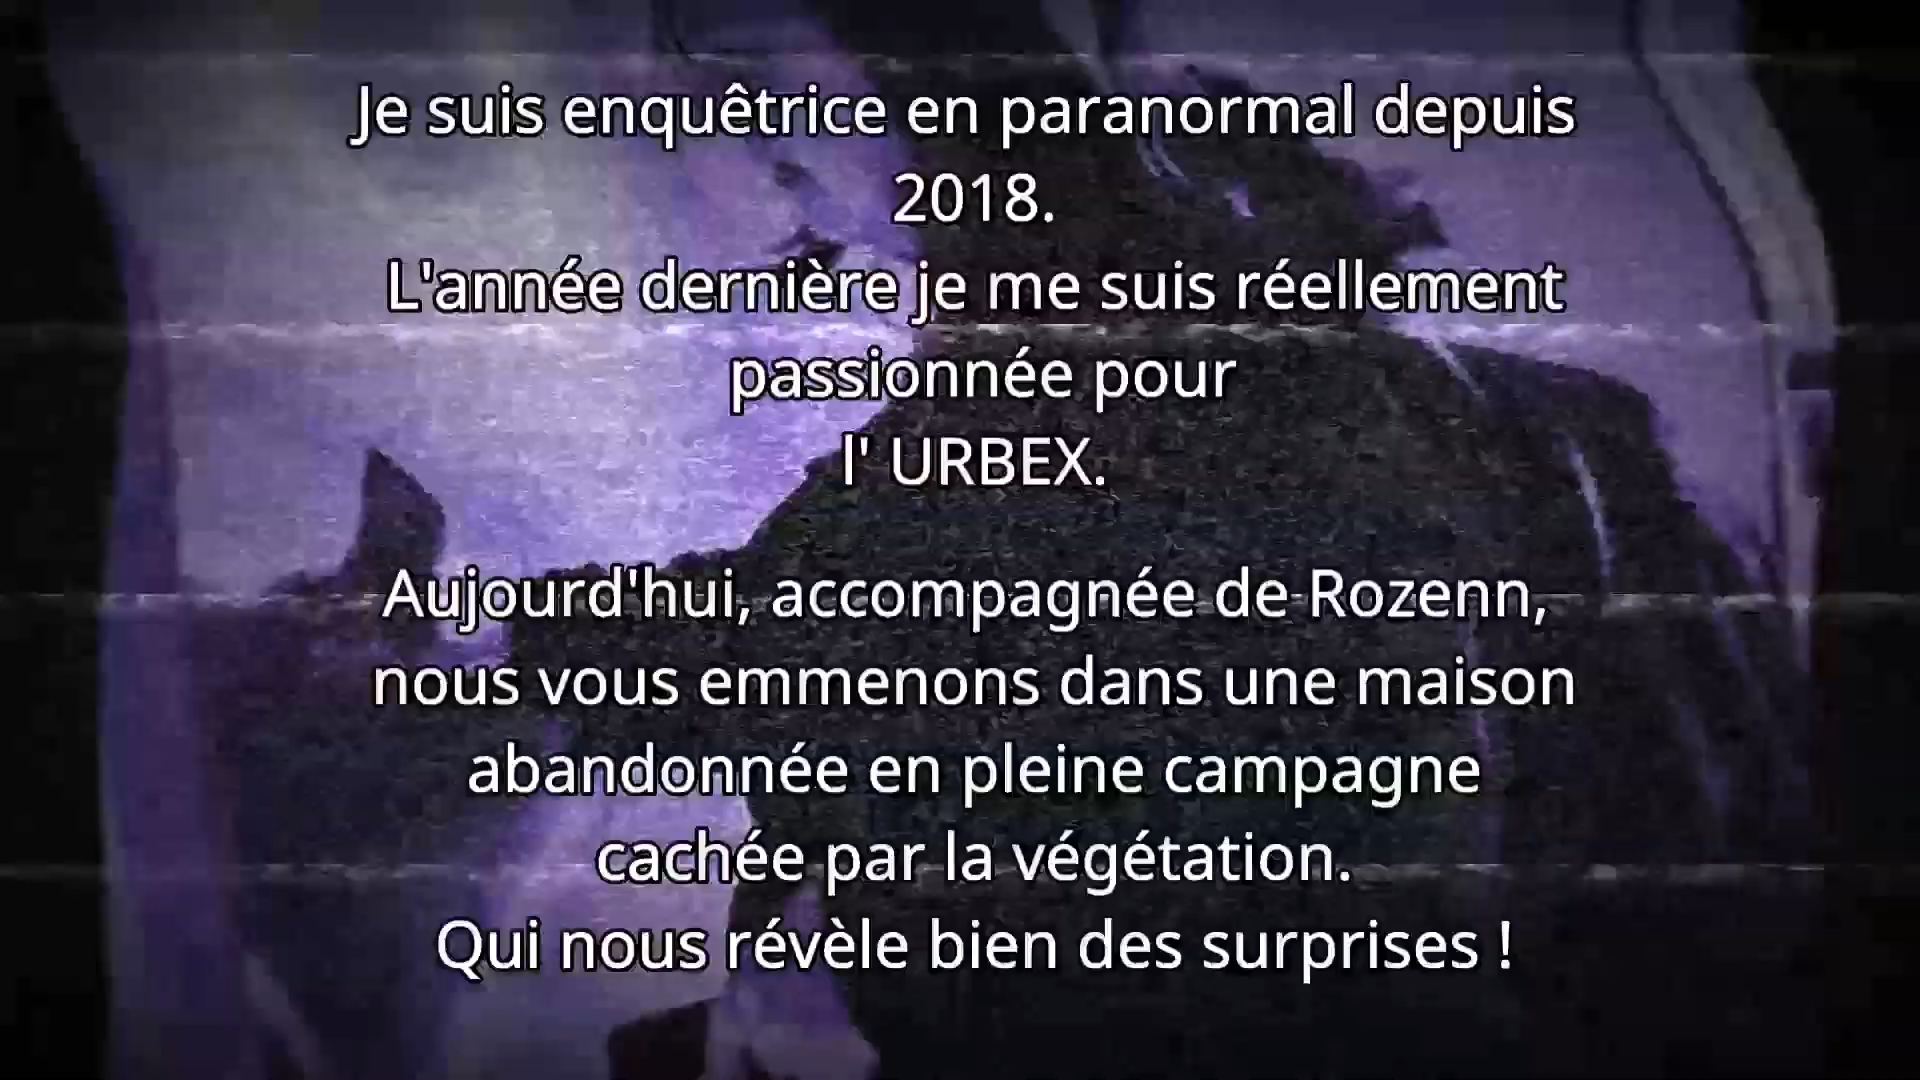 Je suis enquêtrice en paranormal depuis
2018.
L'année dernière je me suis réellement
passionnée pour
l' URBEX.
Aujourd'hui, accompagnée de Rozenn,
nous vous emmenons dans une maison
abandonnée en pleine campagne
cachée par la végétation.
Qui nous révèle bien des surprises !